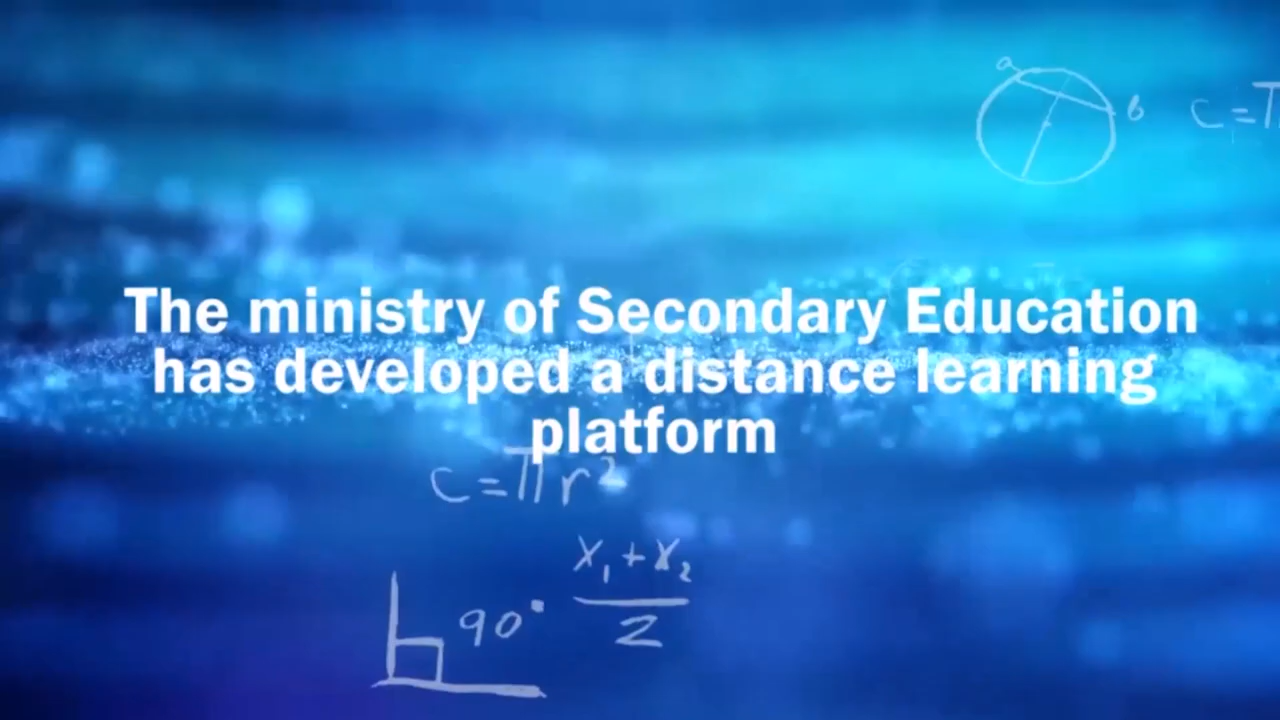 a
b
c=π
The ministry of Secondary Education
has developed a distance learning
platform
c=πr²
x₁+x₂
2
90°